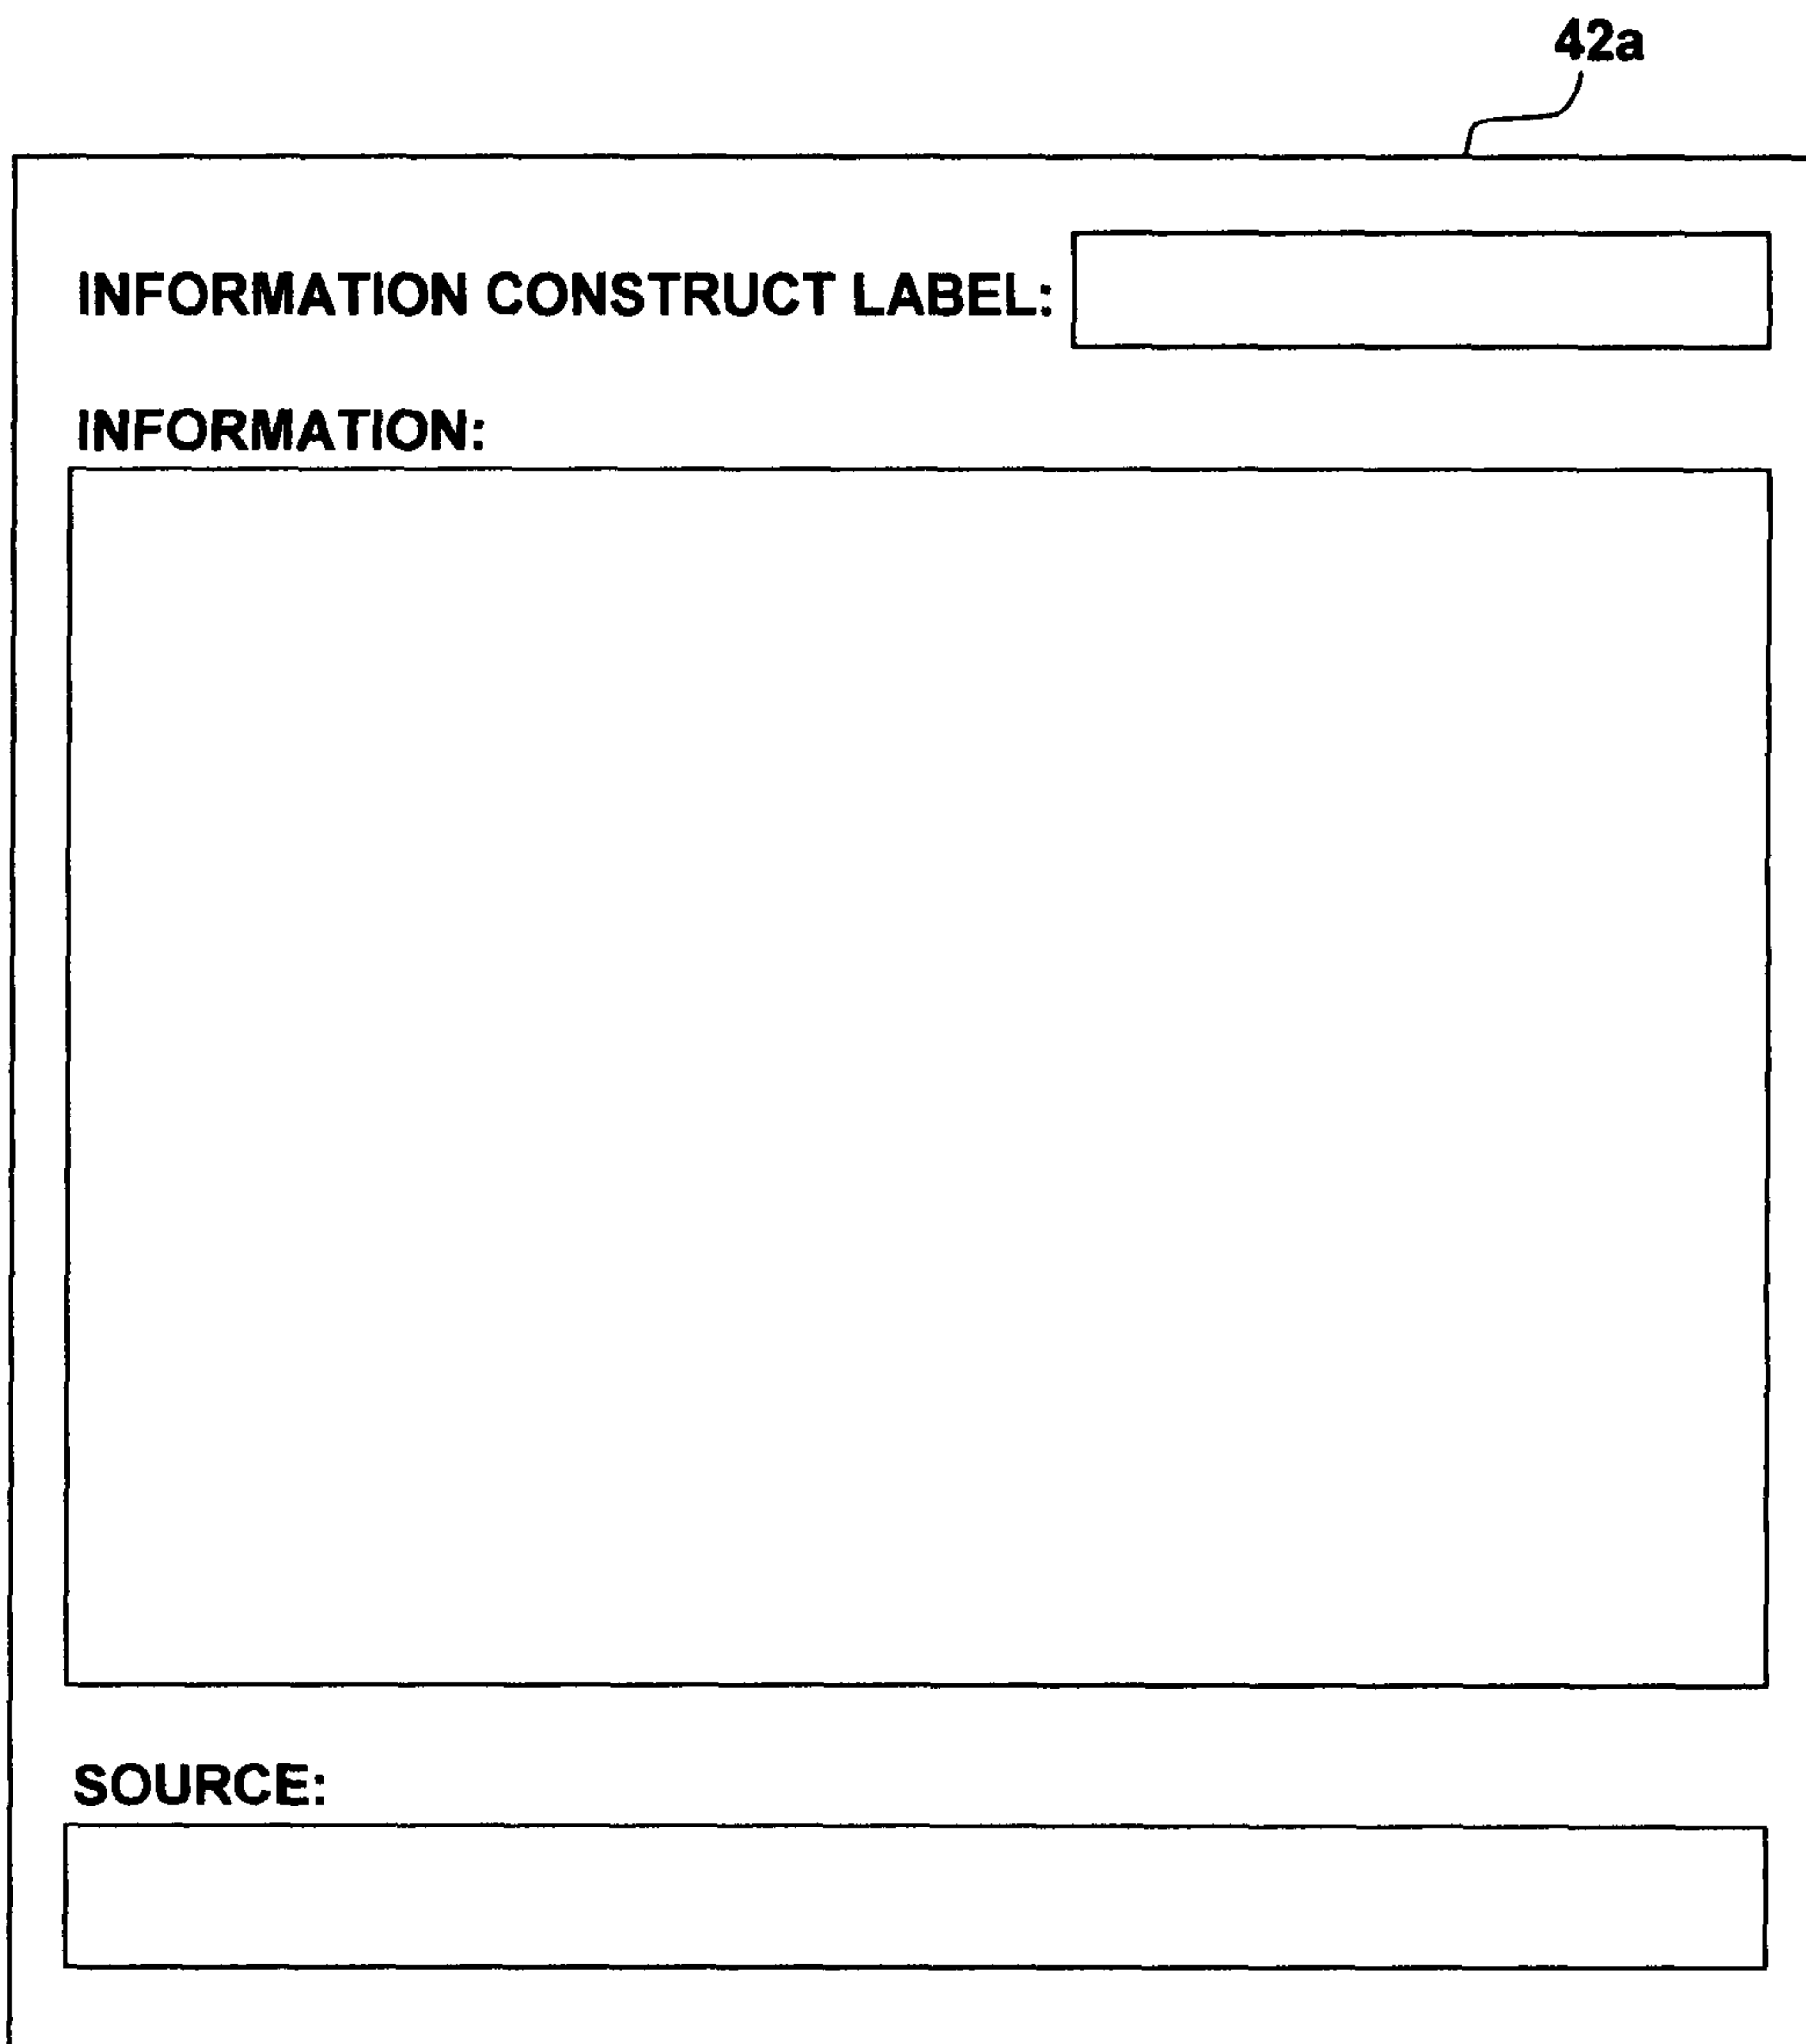 42a
INFORMATION CONSTRUCT LABEL:
INFORMATION:
SOURCE: